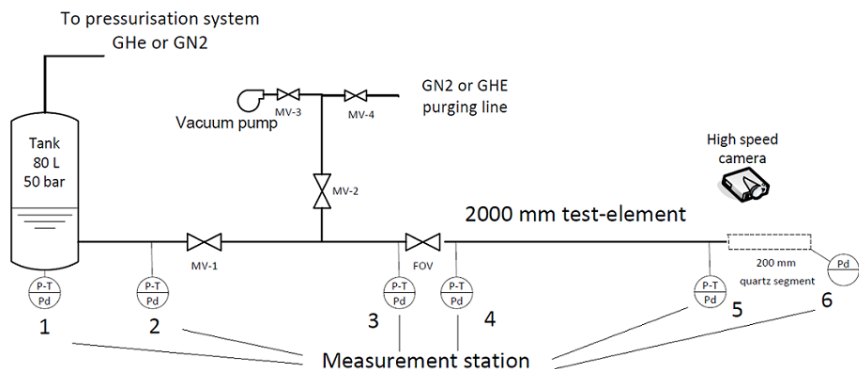 To pressurisation system
GHe or GN2
GN2 or GHE
purging line
MV-3
MV-4
Vacuum pump
Tank
80 L
50 bar
High speed
camera
MV-2
2000 mm test-element
MV-1
FOV
200 mm
quartz segment
P-T
Pd
P-T
Pd
P-T
Pd
P-T
Pd
P-T
Pd
Pd
1
2
3
4
5
6
Measurement station